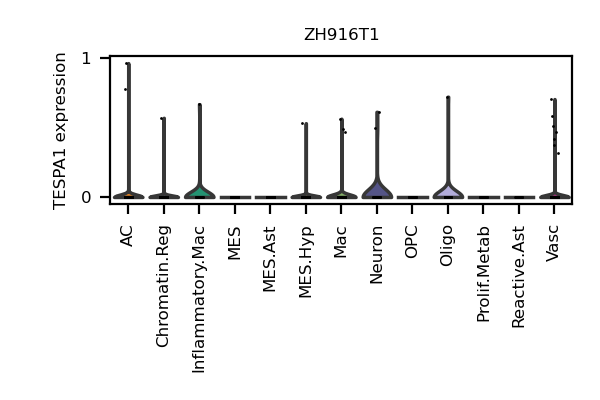 ZH916T1
TESPA1 expression
1
0
AC
Chromatin.Reg
Inflammatory.Mac
MES
MES.Ast
MES.Hyp
Mac
Neuron
OPC
Oligo
Prolif.Metab
Reactive.Ast
Vasc